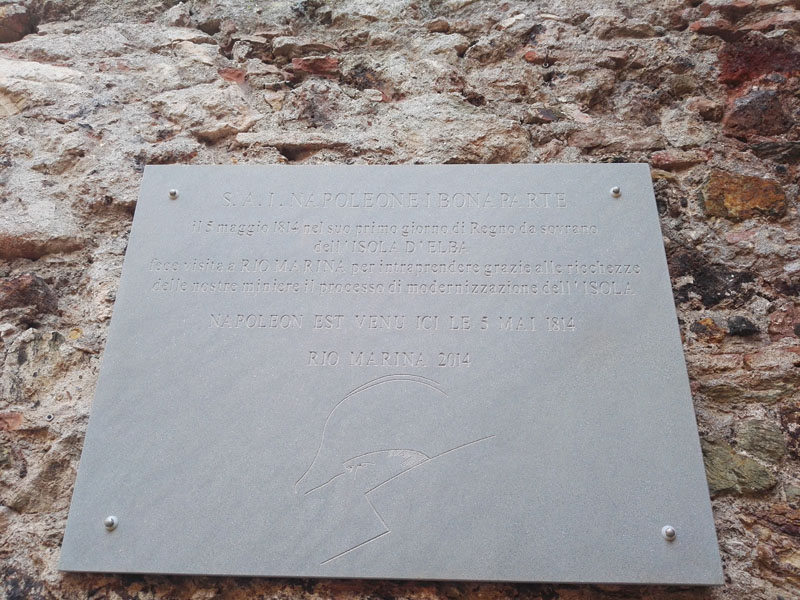 S.A.I. NAPOLEONE I BONAPARTE
il 5 maggio 1814 nel suo primo giorno di Regno da sovrano
dell'ISOLA D'ELBA
fece visita a RIO MARINA per intraprendere grazie alle ricchezze
delle nostre miniere il processo di modernizzazione dell'ISOLA
NAPOLEON EST VENU ICI LE 5 MAI 1814
RIO MARINA 2014